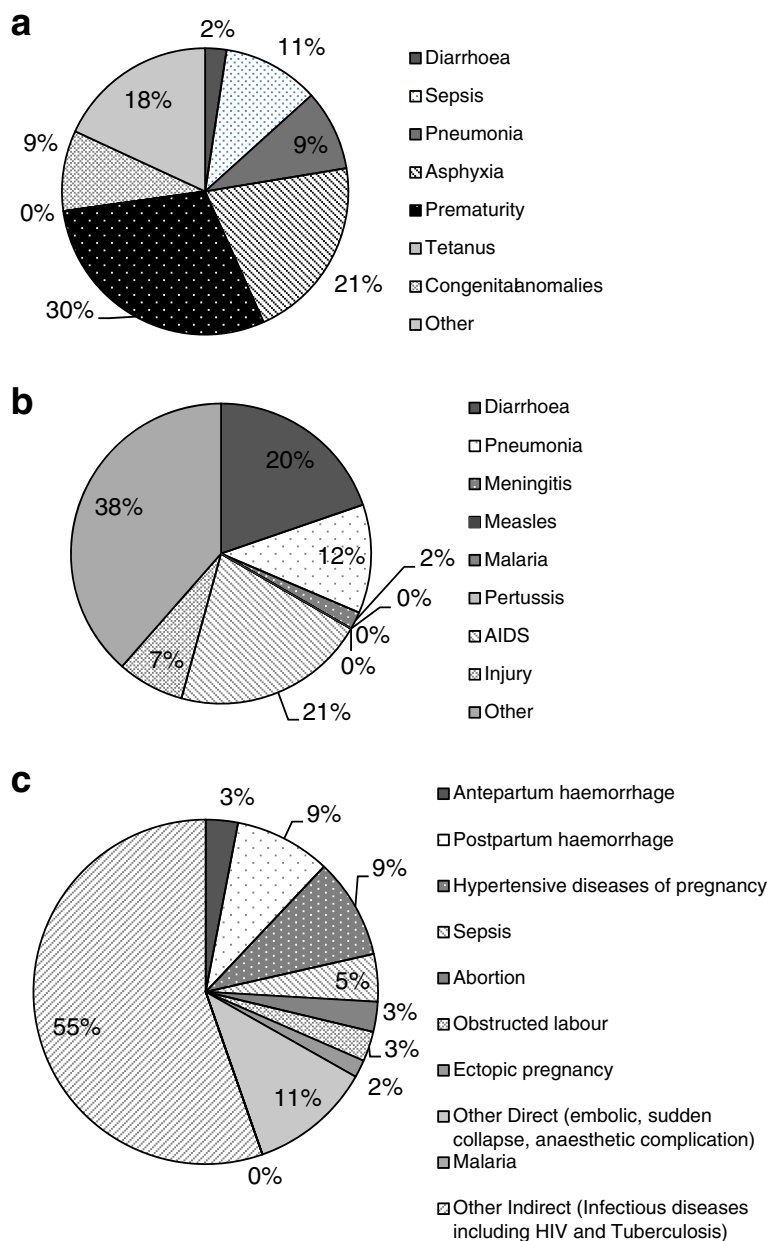 a
2%
11%
9%
21%
30%
0%
9%
18%
Diarrhoea
Sepsis
Pneumonia
Asphyxia
Prematurity
Tetanus
Congenital anomalies
Other
b
20%
12%
2%
0%
0%
0%
21%
7%
38%
Diarrhoea
Pneumonia
Meningitis
Measles
Malaria
Pertussis
AIDS
Injury
Other
c
3%
9%
9%
5%
3%
3%
2%
11%
0%
55%
Antepartum haemorrhage
Postpartum haemorrhage
Hypertensive diseases of pregnancy
Sepsis
Abortion
Obstructed labour
Ectopic pregnancy
Other Direct (embolic, sudden
collapse, anaesthetic complication)
Malaria
Other Indirect (Infectious diseases
including HIV and Tuberculosis)